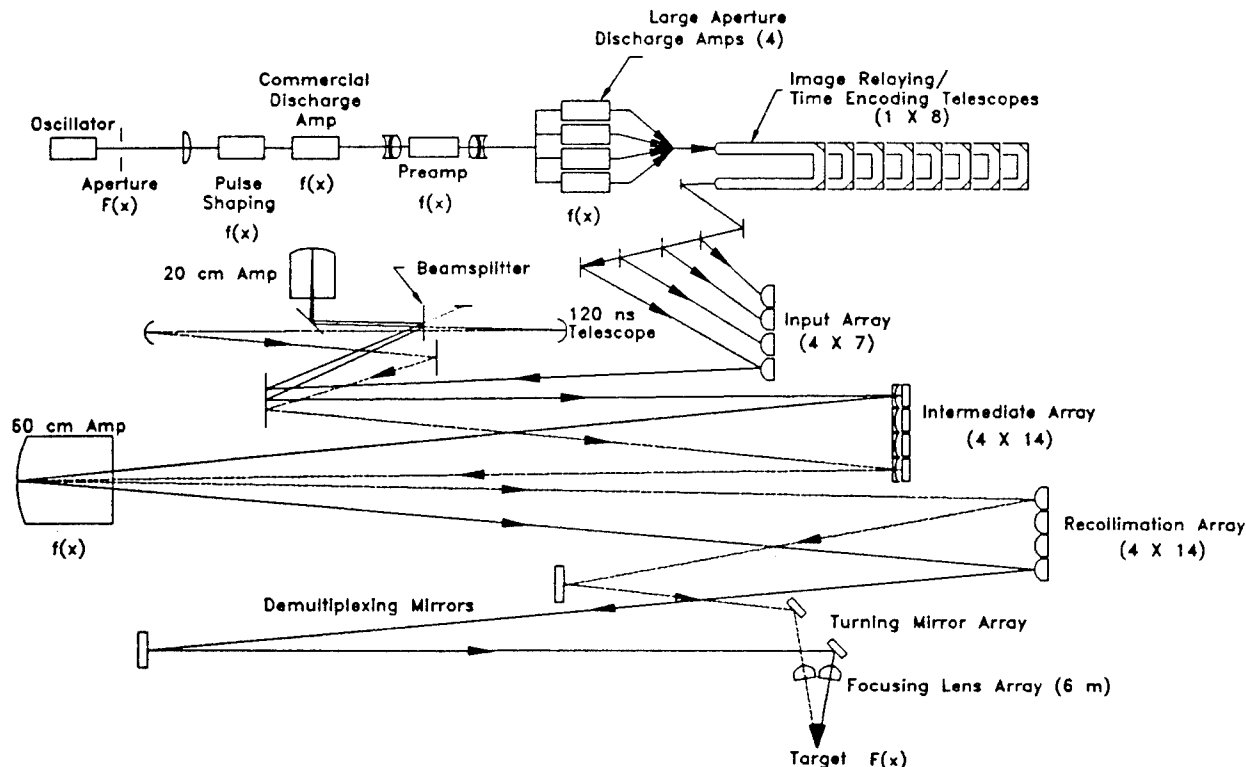 Large Aperture
Discharge Amps (4)
Commercial
Discharge
Amp
Image Relaying/
Time Encoding Telescopes
(1 X 8)
Oscillator
Aperture
F(x)
Pulse
Shaping
f(x)
f(x)
Preamp
f(x)
f(x)
20 cm Amp
Beamsplitter
120 ns
Telescope
Input Array
(4 X 7)
60 cm Amp
f(x)
Intermediate Array
(4 X 14)
Recollimation Array
(4 X 14)
Demultiplexing Mirrors
Turning Mirror Array
Focusing Lens Array (6 m)
Target F(x)